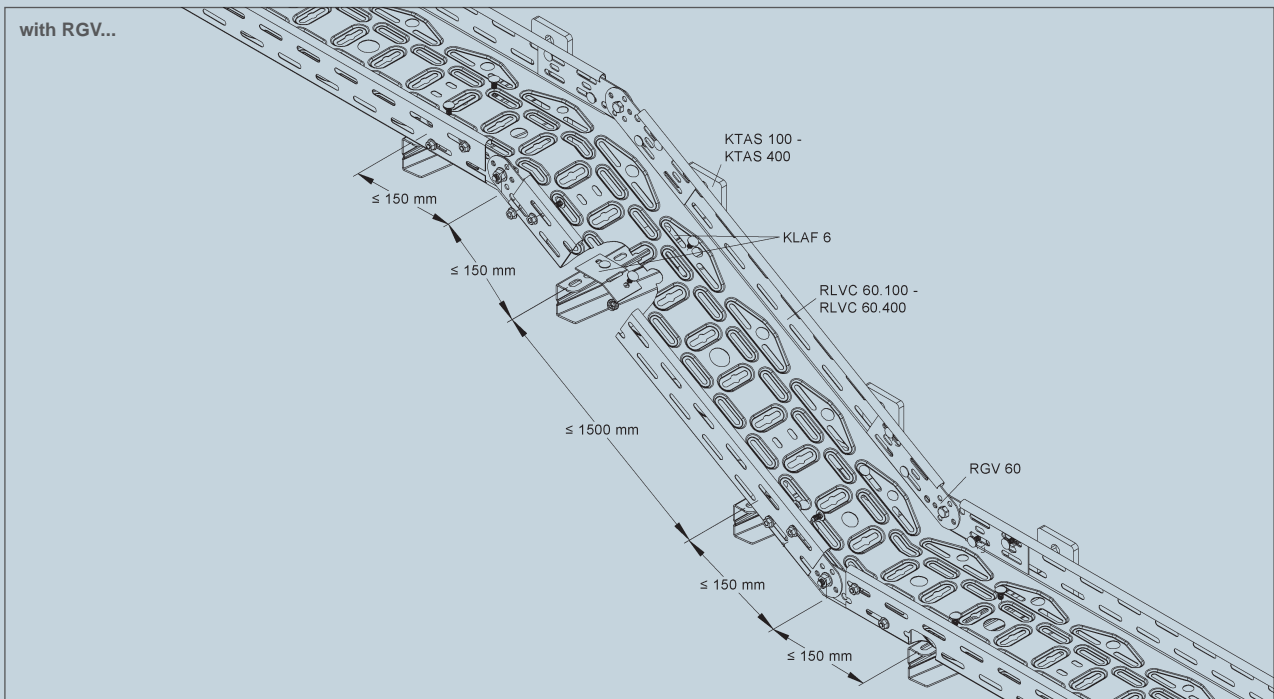 with RGV...
KTAS 100 -
KTAS 400
≤ 150 mm
KLAF 6
≤ 150 mm
RLVC 60.100 -
RLVC 60.400
≤ 1500 mm
RGV 60
≤ 150 mm
≤ 150 mm